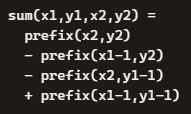 sum(x1,y1,x2,y2) =
  prefix(x2,y2)
  - prefix(x1-1,y2)
  - prefix(x2,y1-1)
  + prefix(x1-1,y1-1)